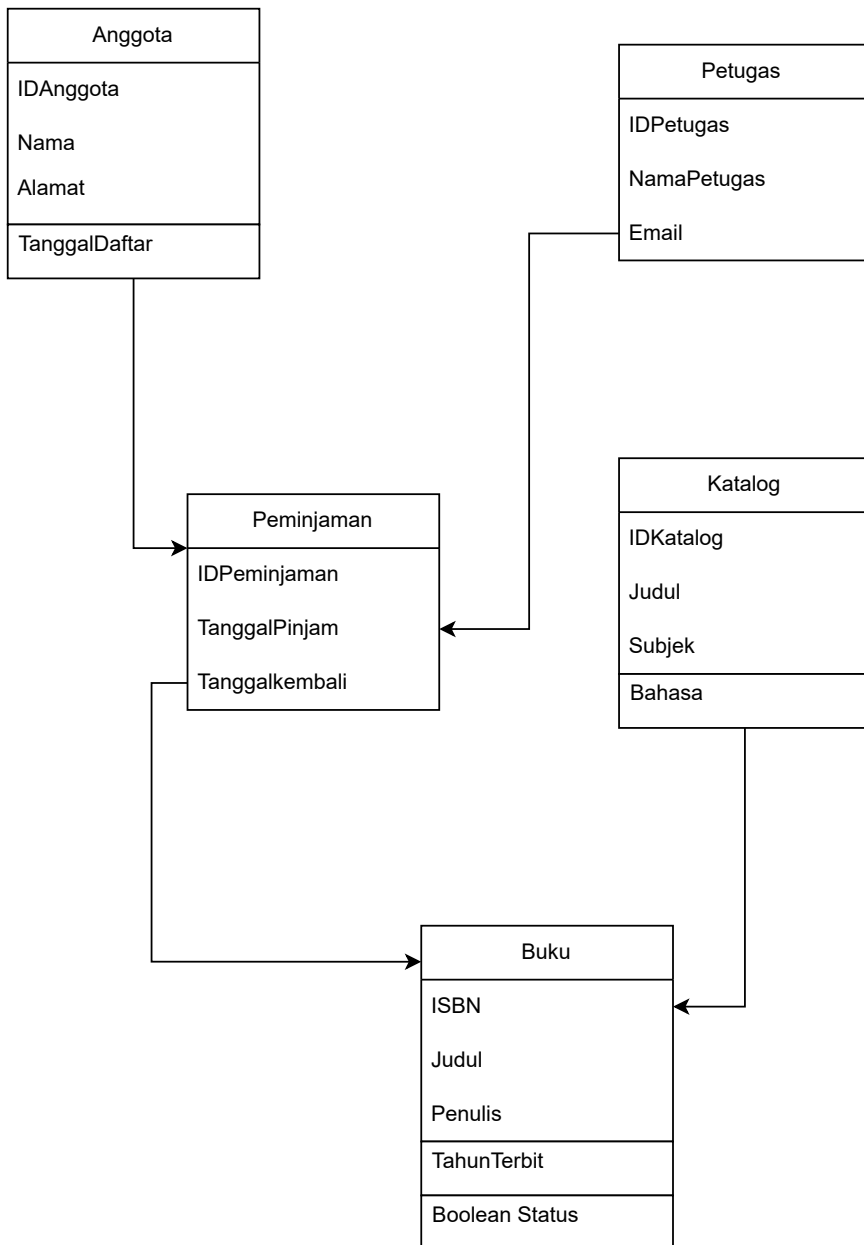 Anggota
IDAnggota
Nama
Alamat
TanggalDaftar
Petugas
IDPetugas
NamaPetugas
Email
Peminjaman
IDPeminjaman
TanggalPinjam
Tanggalkembali
Katalog
IDKatalog
Judul
Subjek
Bahasa
Buku
ISBN
Judul
Penulis
TahunTerbit
Boolean Status